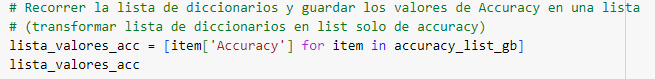 # Recorrer la lista de diccionarios y guardar los valores de Accuracy en una lista
# (transformar lista de diccionarios en list solo de accuracy)
lista_valores_acc = [item['Accuracy'] for item in accuracy_list_gb]
lista_valores_acc